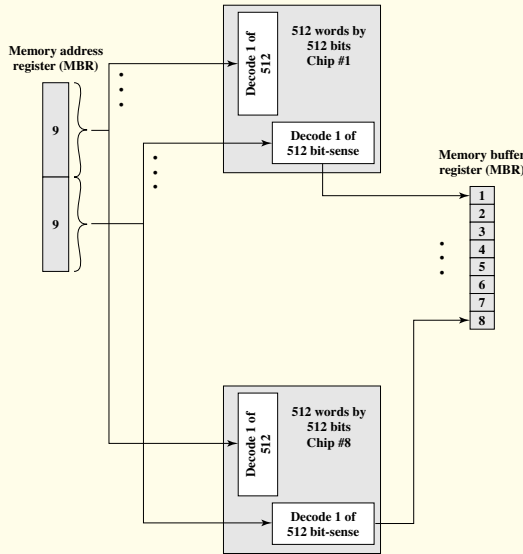 Memory address
register (MBR)
9
9
Decode 1 of
512
512 words by
512 bits
Chip #1
Decode 1 of
512 bit-sense
Memory buffer
register (MBR)
1
2
3
4
5
6
7
8
Decode 1 of
512
512 words by
512 bits
Chip #8
Decode 1 of
512 bit-sense